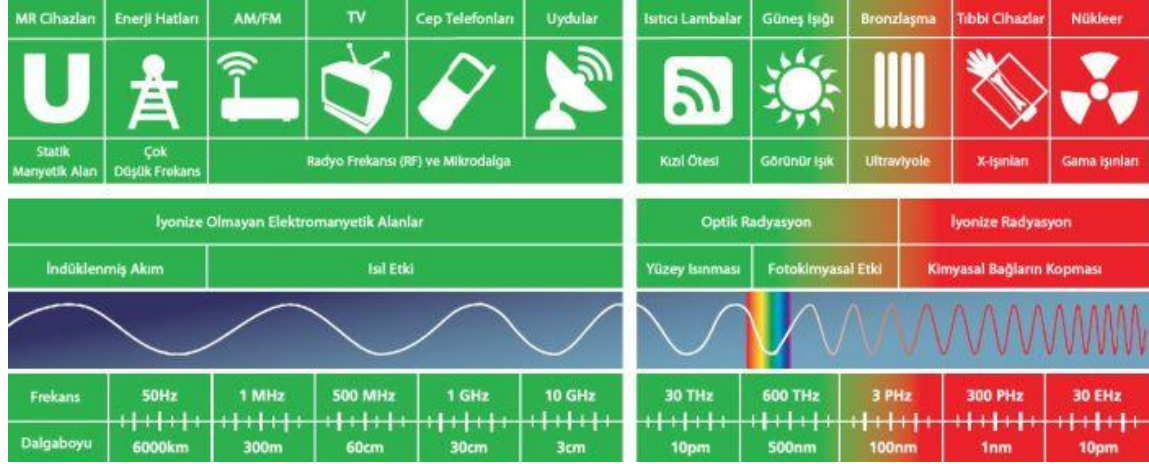 MR Cihazları Enerji Hatları AM/FM TV Cep Telefonları Uydular Isıtıcı Lambalar Güneş Işığı Bronzlaşma Tıbbi Cihazlar Nükleer
Statik Manyetik Alan
Çok Düşük Frekans
Radyo Frekansı (RF) ve Mikrodalga
Kızıl Ötesi
Görünür Işık
Ultraviyole
X-Işınları
Gama Işınları
İyonize Olmayan Elektromanyetik Alanlar Optik Radyasyon İyonize Radyasyon
İndüklenmiş Akım Isıl Etki Yüzey Isınması Fotokimyasal Etki Kimyasal Bağların Kopması
Frekans 50Hz 1 MHz 500 MHz 1 GHz 10 GHz 30 THz 600 THz 3 PHz 300 PHz 30 EHz
Dalgaboyu 6000km 300m 60cm 30cm 3cm 10pm 500nm 100nm 1nm 10pm